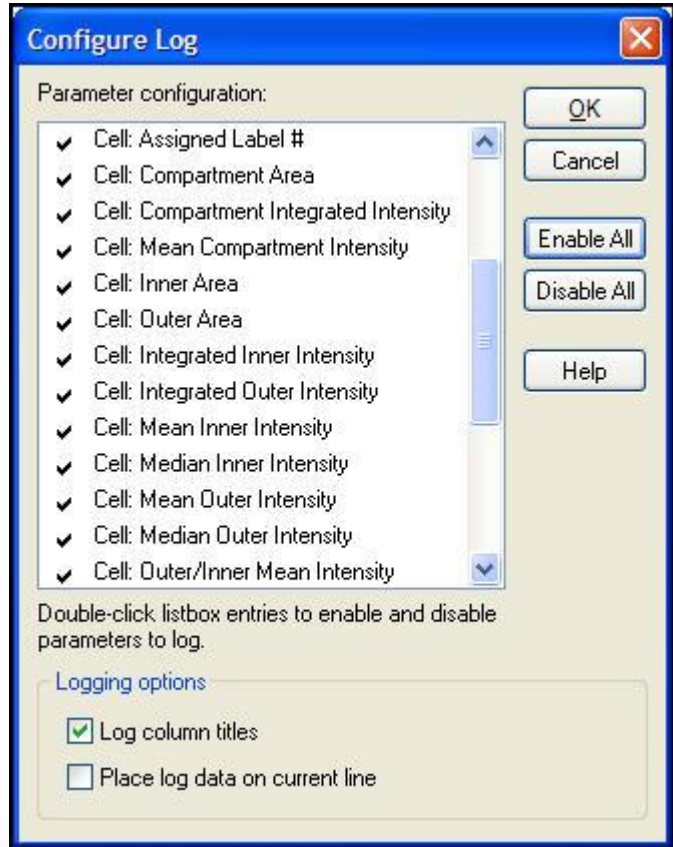 Configure Log
Parameter configuration:
Cell: Assigned Label #
Cell: Compartment Area
Cell: Compartment Integrated Intensity
Cell: Mean Compartment Intensity
Cell: Inner Area
Cell: Outer Area
Cell: Integrated Inner Intensity
Cell: Integrated Outer Intensity
Cell: Mean Inner Intensity
Cell: Median Inner Intensity
Cell: Mean Outer Intensity
Cell: Median Outer Intensity
Cell: Outer/Inner Mean Intensity
OK
Cancel
Enable All
Disable All
Help
Double-click listbox entries to enable and disable
parameters to log.
Logging options
Log column titles
Place log data on current line